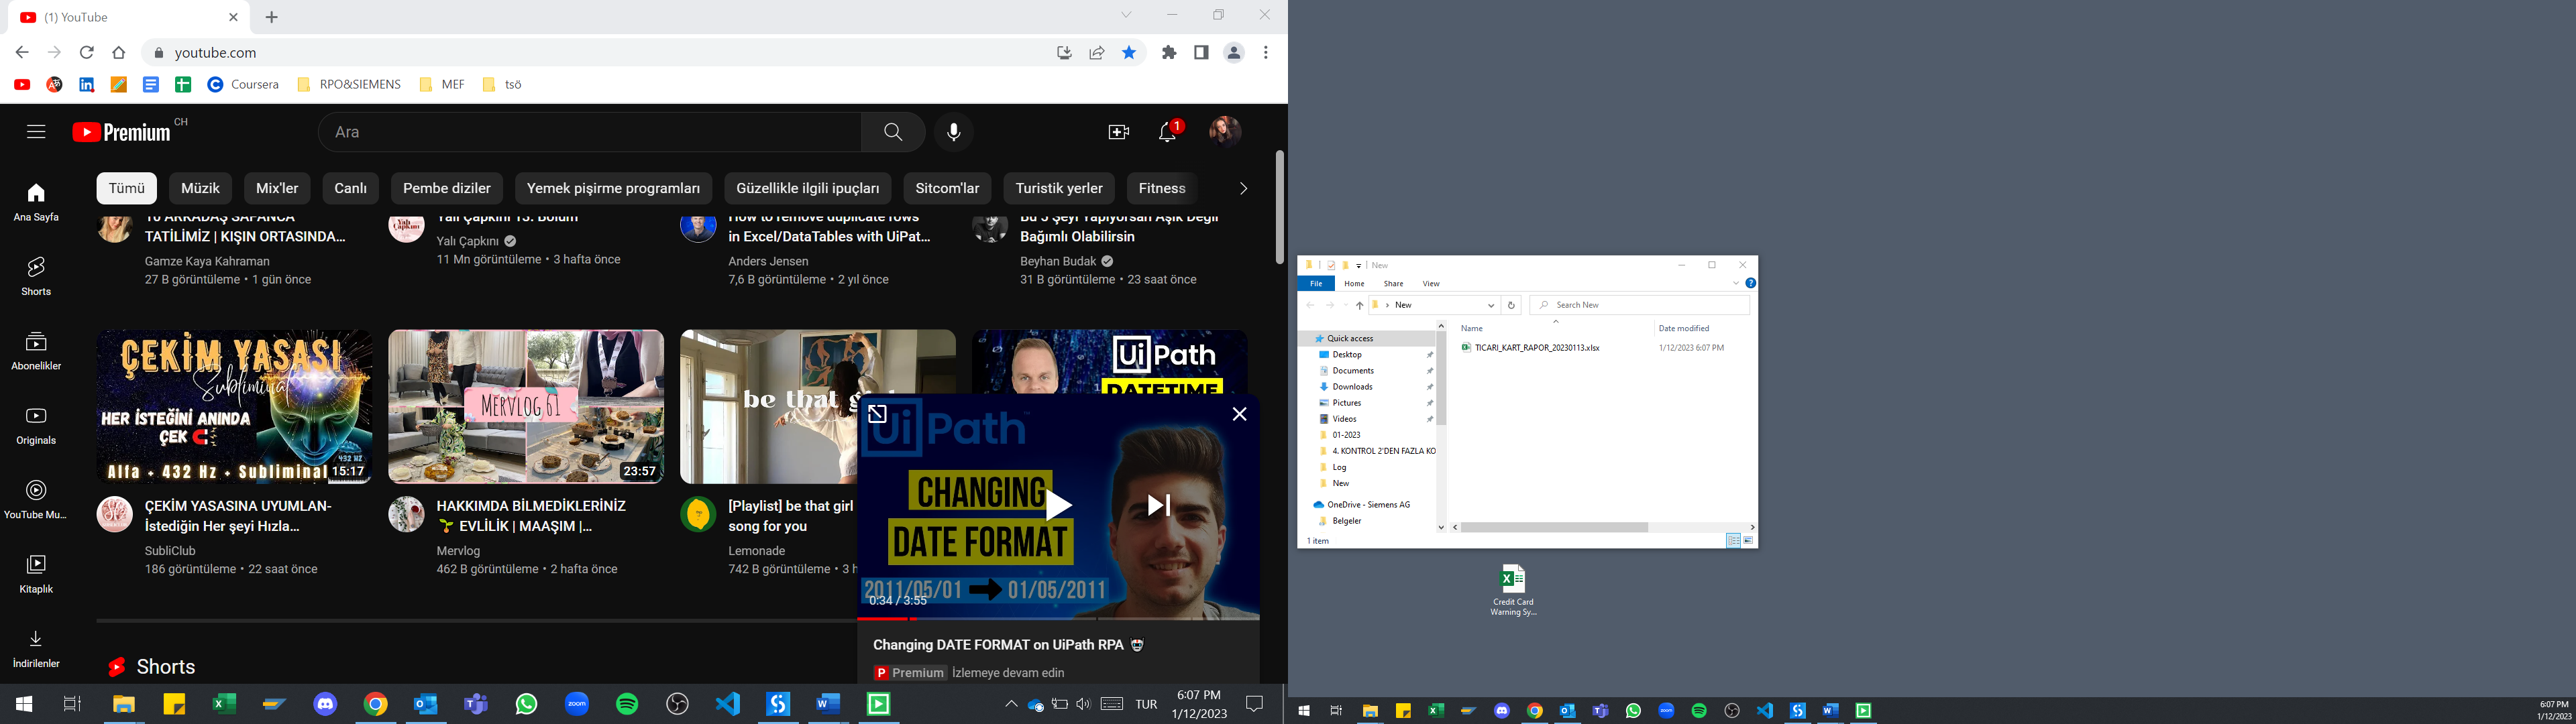 (1) YouTube
youtube.com
Coursera
RPO&SIEMENS
MEF
tsö
Premium CH
Ara
1
Tümü
Müzik
Mix'ler
Canlı
Pembe diziler
Yemek pişirme programları
Güzellikle ilgili ipuçları
Sitcom'lar
Turistik yerler
Fitness
Ana Sayfa
Shorts
Abonelikler
Originals
YouTube Mu...
Kitaplık
İndirilenler
16 ARKADAŞ SAPANCA
TATİLİMİZ | KIŞIN ORTASINDA...
Gamze Kaya Kahraman
27 B görüntüleme • 1 gün önce
Yalı Çapkını 13. Bölüm
Yalı Çapkını
11 Mn görüntüleme • 3 hafta önce
How to remove duplicate rows
in Excel/DataTables with UiPat...
Anders Jensen
7,6 B görüntüleme • 2 yıl önce
Bu 5 Şeyi Yapıyorsan Aşık Değil
Bağımlı Olabilirsin
Beyhan Budak
31 B görüntüleme • 23 saat önce
ÇEKİM YASASI
Subliminal
HER İSTEĞİNİ ANINDA
ÇEK
432 HZ
Alfa + 432 Hz + Subliminal
15:17
ÇEKİM YASASINA UYUMLAN-
İstediğin Her şeyi Hızla...
SubliClub
186 görüntüleme • 22 saat önce
MERVLOG 61
23:57
HAKKIMDA BİLMEDİKLERİNİZ
EVLİLİK | MAAŞIM |...
Mervlog
462 B görüntüleme • 2 hafta önce
be that
[Playlist] be that girl
song for you
Lemonade
742 B görüntüleme • 3 h
UiPath
DATETIME
UiPath
CHANGING
DATE FORMAT
2011/05/01 01/05/2011
0:34 / 3:55
Changing DATE FORMAT on UiPath RPA
P Premium İzlemeye devam edin
Shorts
zoom
TUR
6:07 PM
1/12/2023
New
File
Home
Share
View
New
Search New
Name
Date modified
Quick access
Desktop
Documents
Downloads
Pictures
Videos
01-2023
4. KONTROL 2'DEN FAZLA KO
Log
New
OneDrive - Siemens AG
Belgeler
TICARI_KART_RAPOR_20230113.xlsx
1/12/2023 6:07 PM
1 item
Credit Card
Warning Sy...
6:07 PM
1/12/2023